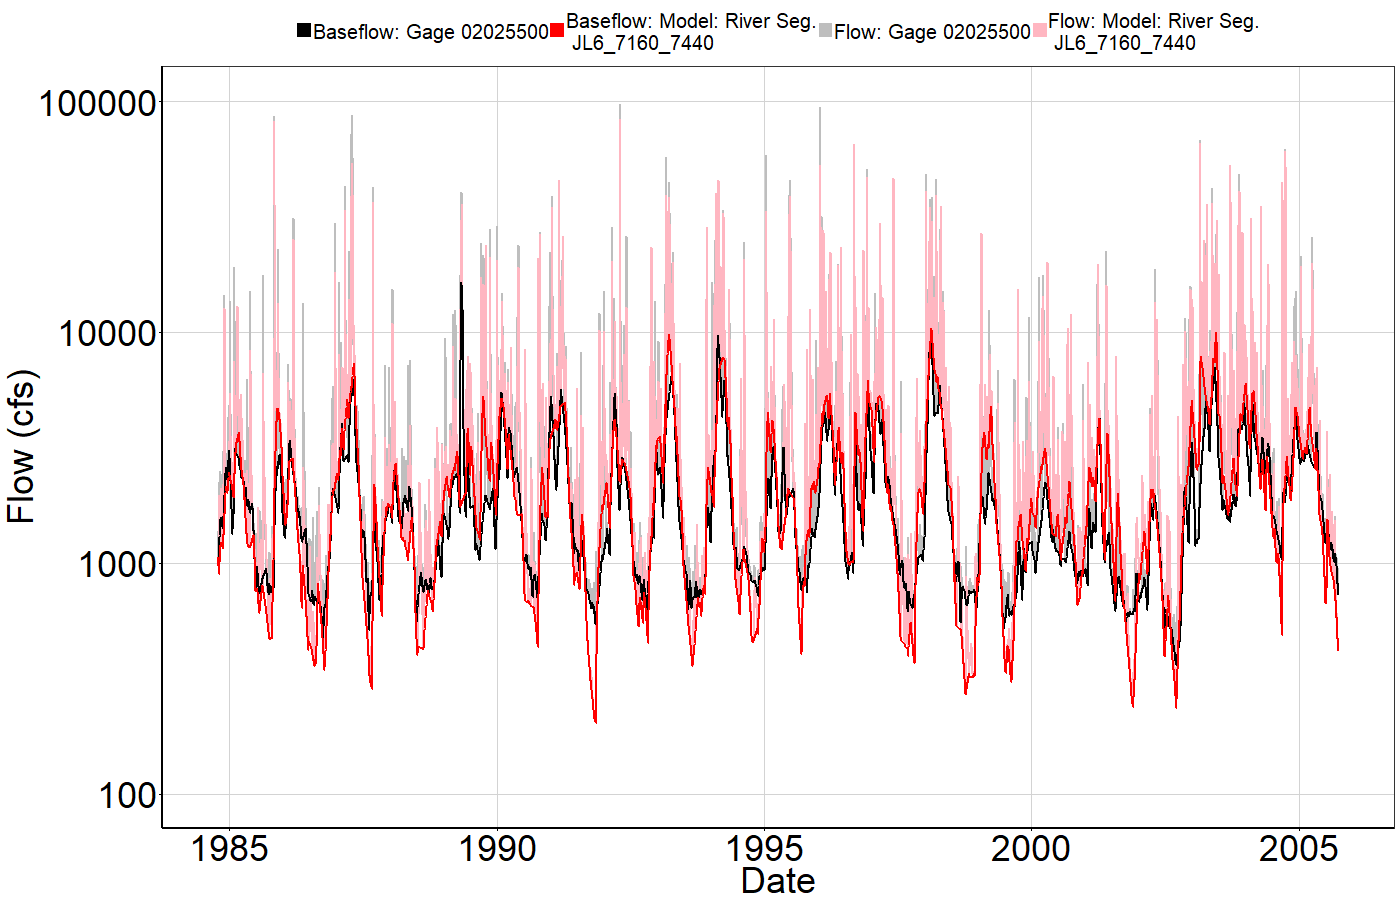 Baseflow: Gage 02025500
Baseflow: Model: River Seg.
JL6_7160_7440
Flow: Gage 02025500
Flow: Model: River Seg.
JL6_7160_7440
100000
10000
1000
100
Flow (cfs)
1985
1990
1995
2000
2005
Date